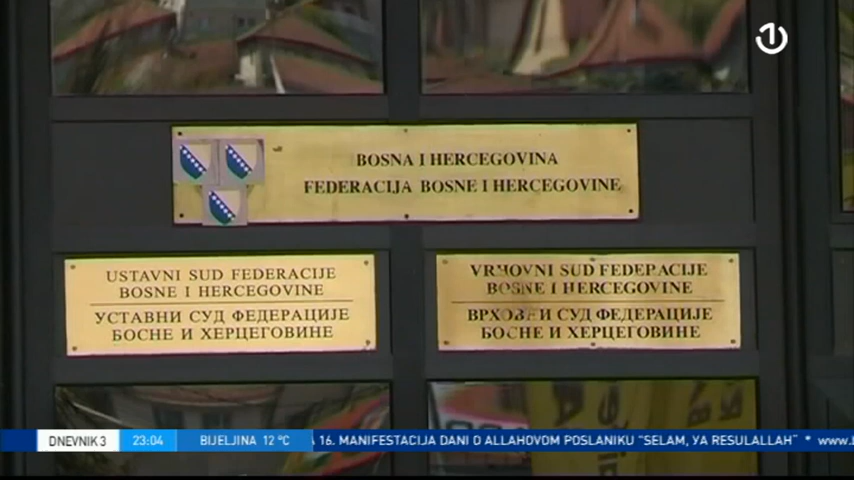 BOSNA I HERCEGOVINA
FEDERACIJA BOSNE I HERCEGOVINE
USTAVNI SUD FEDERACIJE
BOSNE I HERCEGOVINE
УСТАВНИ СУД ФЕДЕРАЦИЈЕ
БОСНЕ И ХЕРЦЕГОВИНЕ
VRHOVNI SUD FEDERACIJE
BOSNE I HERCEGOVINE
ВРХОВНИ СУД ФЕДЕРАЦИЈЕ
БОСНЕ И ХЕРЦЕГОВИНЕ
DNEVNIK 3 23:04 BIJELJINA 12 °C A 16. MANIFESTACIJA DANI O ALLAHOVOM POSLANIKU "SELAM, YA RESULALLAH" * www.